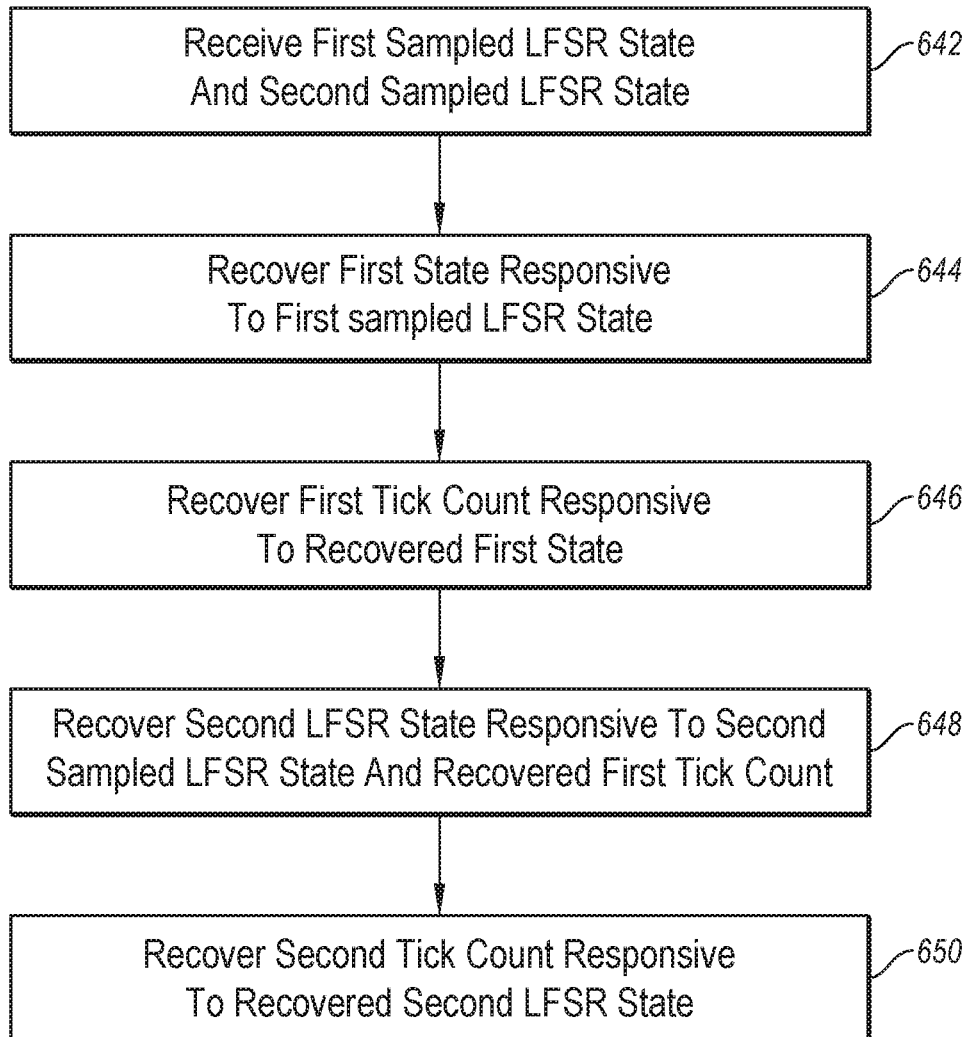 Receive First Sampled LFSR State
And Second Sampled LFSR State
642
Recover First State Responsive
To First sampled LFSR State
644
Recover First Tick Count Responsive
To Recovered First State
646
Recover Second LFSR State Responsive To Second
Sampled LFSR State And Recovered First Tick Count
648
Recover Second Tick Count Responsive
To Recovered Second LFSR State
650